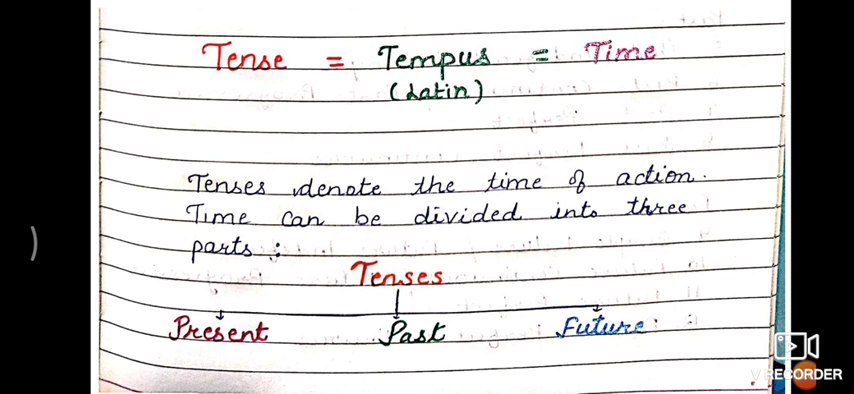 Tense = Tempus = Time
(Latin)
Tenses denote the time of action.
Time can be divided into three
parts :
Tenses
Present Past Future
V RECORDER